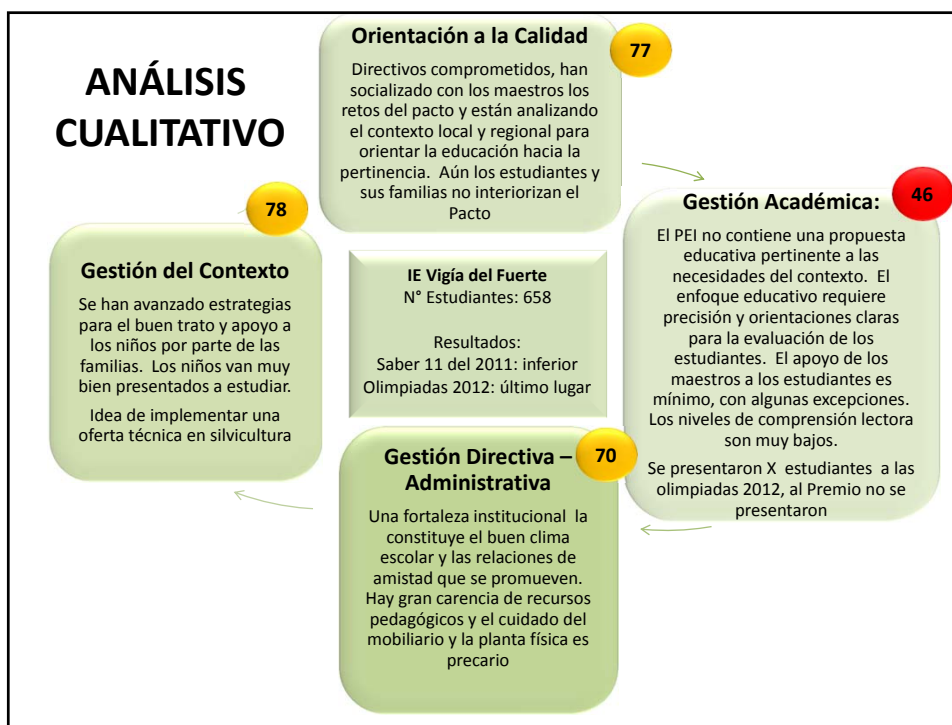 ANÁLISIS
CUALITATIVO
Orientación a la Calidad
77
Directivos comprometidos, han
socializado con los maestros los
retos del pacto y están analizando
el contexto local y regional para
orientar la educación hacia la
pertinencia. Aún los estudiantes y
sus familias no interiorizan el
Pacto
Gestión Académica:
46
El PEI no contiene una propuesta
educativa pertinente a las
necesidades del contexto. El
enfoque educativo requiere
precisión y orientaciones claras
para la evaluación de los
estudiantes. El apoyo de los
maestros a los estudiantes es
mínimo, con algunas excepciones.
Los niveles de comprensión lectora
son muy bajos.
Se presentaron X estudiantes a las
olimpiadas 2012, al Premio no se
presentaron
Gestión Directiva –
Administrativa
70
Una fortaleza institucional la
constituye el buen clima
escolar y las relaciones de
amistad que se promueven.
Hay gran carencia de recursos
pedagógicos y el cuidado del
mobiliario y la planta física es
precario
78
Gestión del Contexto
Se han avanzado estrategias
para el buen trato y apoyo a
los niños por parte de las
familias. Los niños van muy
bien presentados a estudiar.
Idea de implementar una
oferta técnica en silvicultura
IE Vigía del Fuerte
N° Estudiantes: 658
Resultados:
Saber 11 del 2011: inferior
Olimpiadas 2012: último lugar